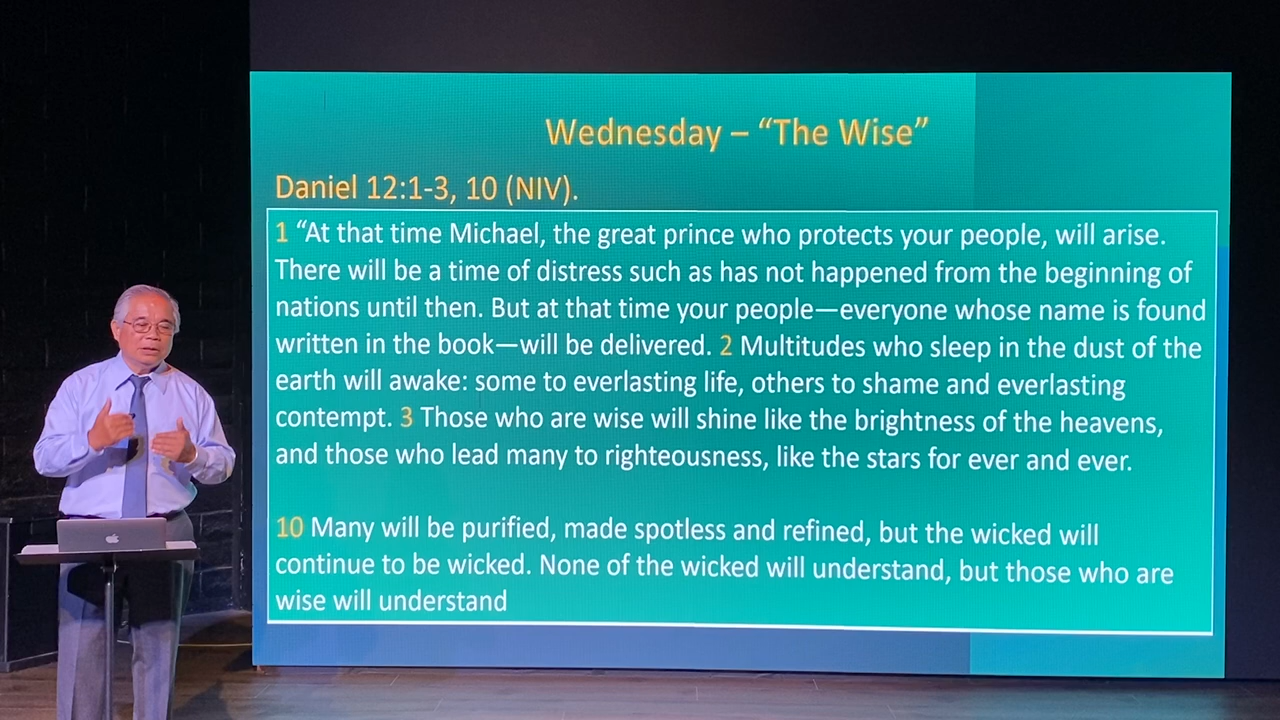 Wednesday – “The Wise”
Daniel 12:1-3, 10 (NIV).
1 “At that time Michael, the great prince who protects your people, will arise.
There will be a time of distress such as has not happened from the beginning of
nations until then. But at that time your people—everyone whose name is found
written in the book—will be delivered. 2 Multitudes who sleep in the dust of the
earth will awake: some to everlasting life, others to shame and everlasting
contempt. 3 Those who are wise will shine like the brightness of the heavens,
and those who lead many to righteousness, like the stars for ever and ever.
10 Many will be purified, made spotless and refined, but the wicked will
continue to be wicked. None of the wicked will understand, but those who are
wise will understand